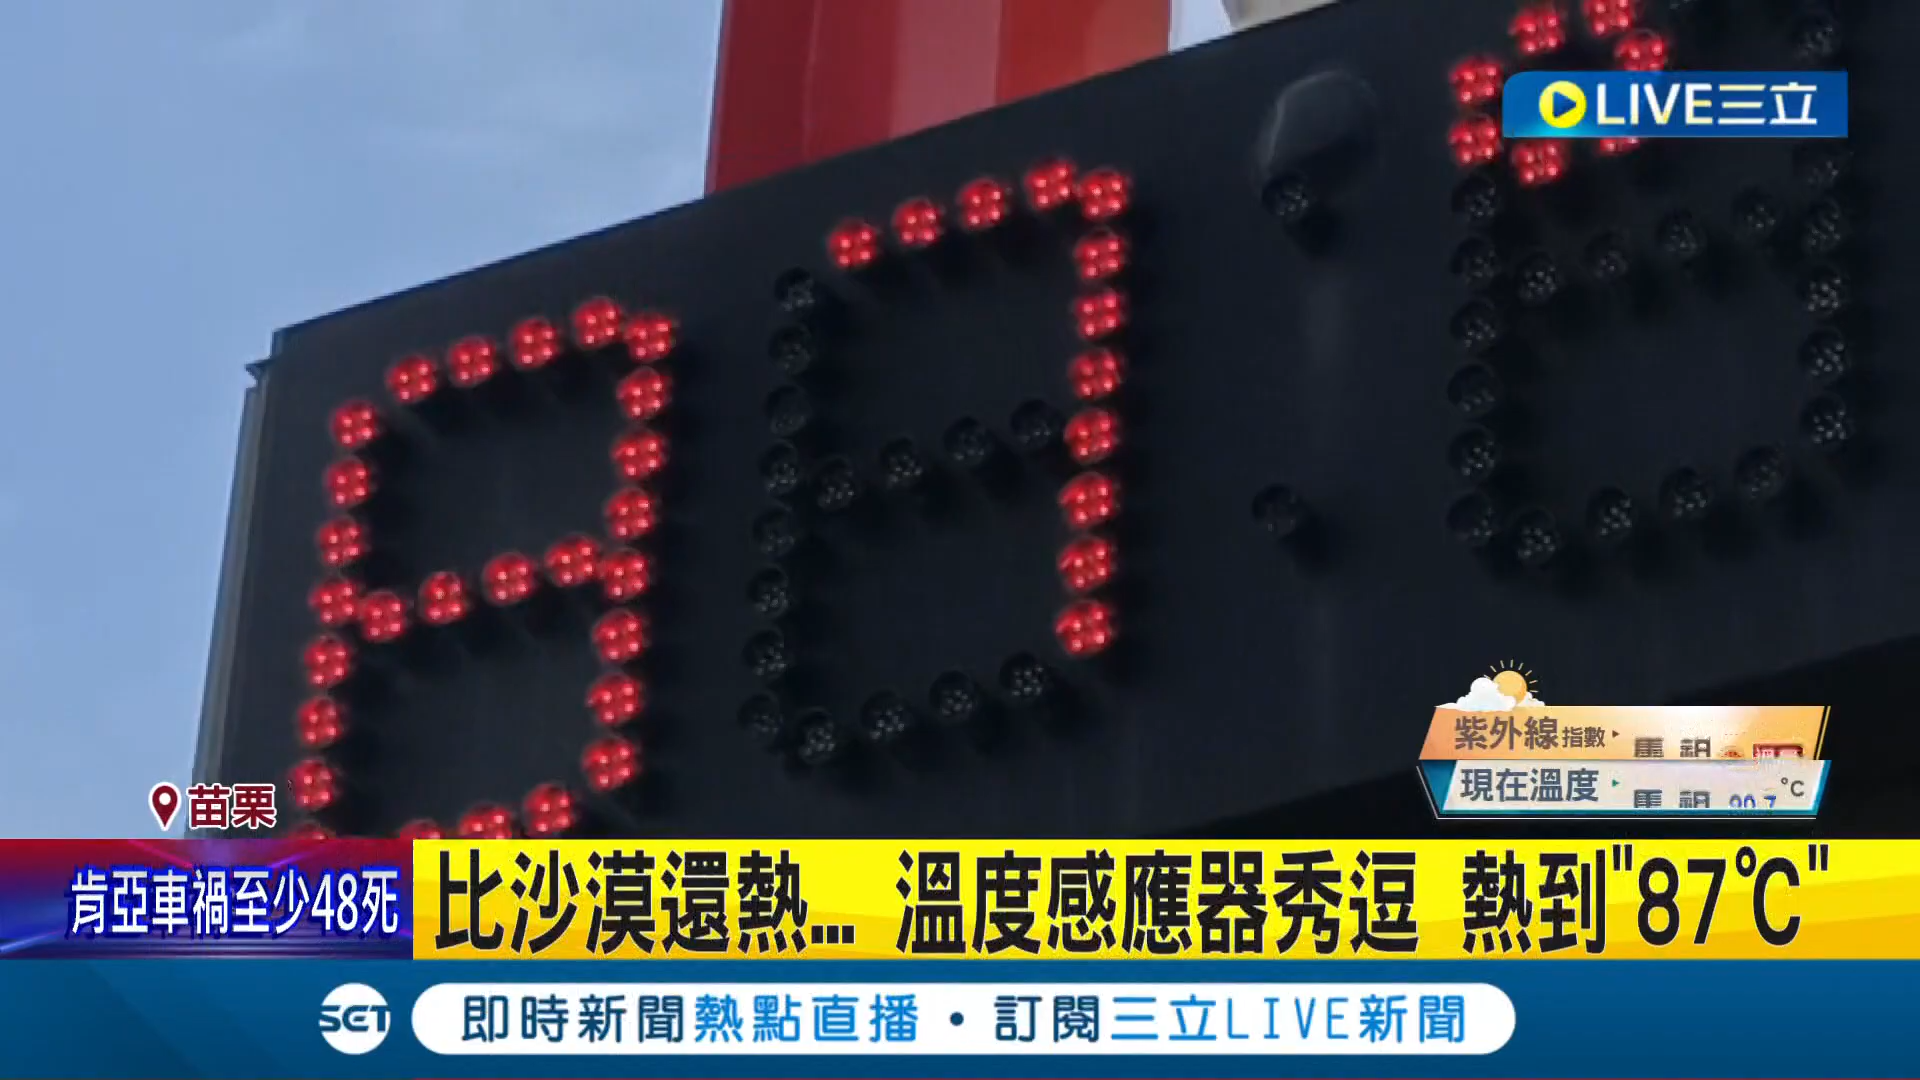 LIVE三立
87°
紫外線指數
現在溫度 °C
苗栗
肯亞車禍至少48死
比沙漠還熱... 溫度感應器秀逗 熱到"87℃"
SET 即時新聞熱點直播・訂閱三立LIVE新聞